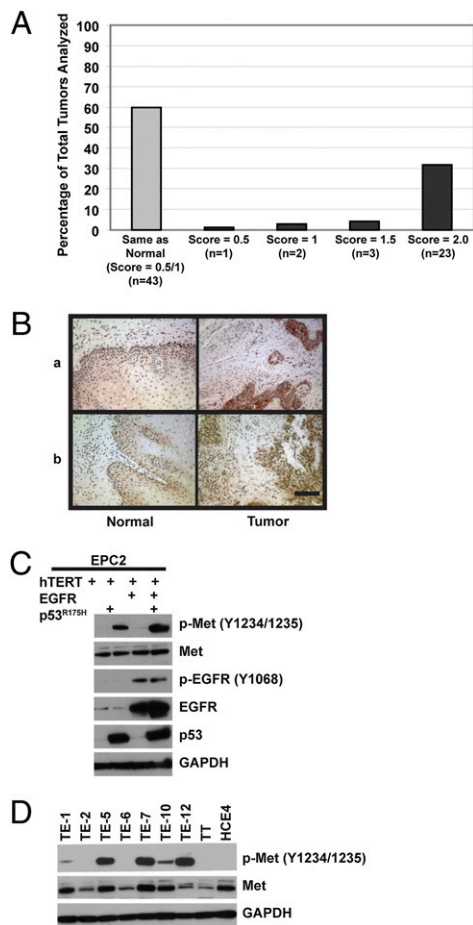 A
Percentage of Total Tumors Analyzed
100
90
80
70
60
50
40
30
20
10
0
Same as
Normal
(Score = 0.5/1)
(n=43)
Score = 0.5
(n=1)
Score = 1
(n=2)
Score = 1.5
(n=3)
Score = 2.0
(n=23)
B
a
b
Normal
Tumor
C
EPC2
hTERT + + + +
EGFR + +
p53R175H + +
p-Met (Y1234/1235)
Met
p-EGFR (Y1068)
EGFR
p53
GAPDH
D
TE-1 TE-2 TE-5 TE-6 TE-7 TE-10 TE-12 TT HCE4
p-Met (Y1234/1235)
Met
GAPDH